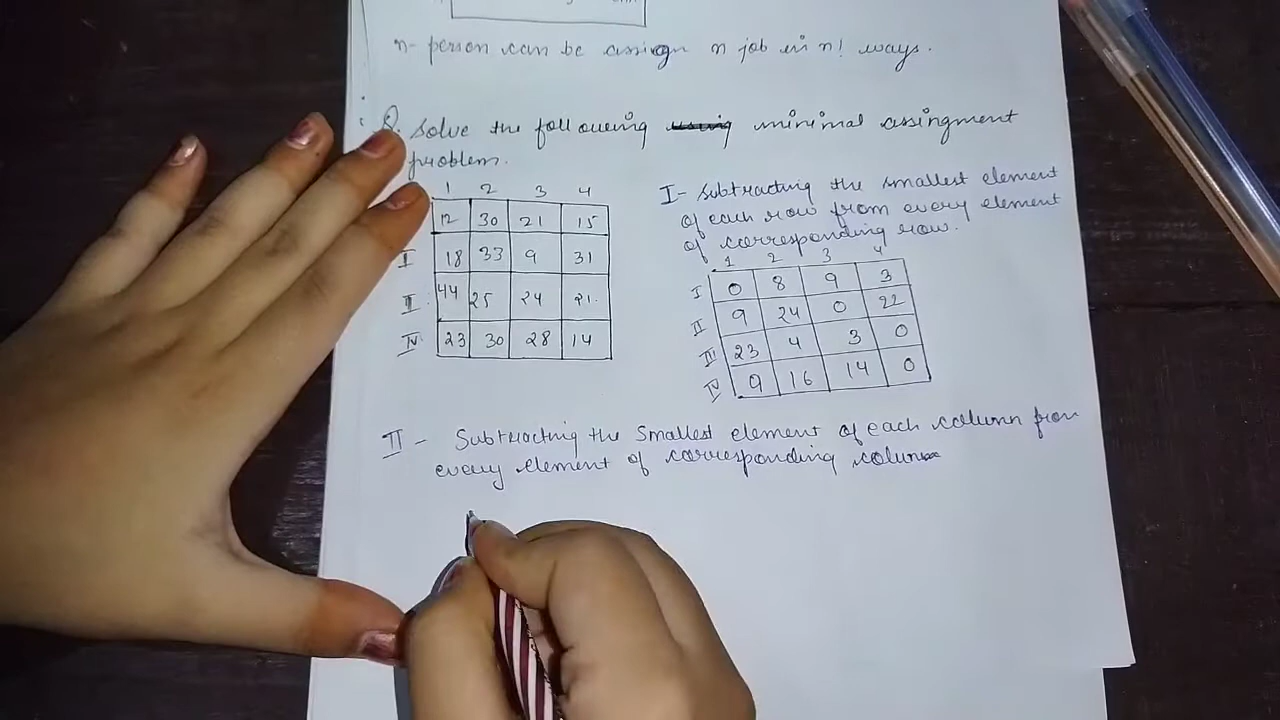 n- person can be assign n job in n! ways.
Q. Solve the following using minimal assingment
problem.
1 2 3 4
12 30 21 15
I 18 33 9 31
II 44 25 24 21
IV 23 30 28 14
I- Subtracting the smallest element
of each row from every element
of corresponding row.
1 2 3 4
I 0 8 9 3
II 9 24 0 22
III 23 4 3 0
IV 9 16 14 0
II - Subtracting the smallest element of each column from
every element of corresponding column